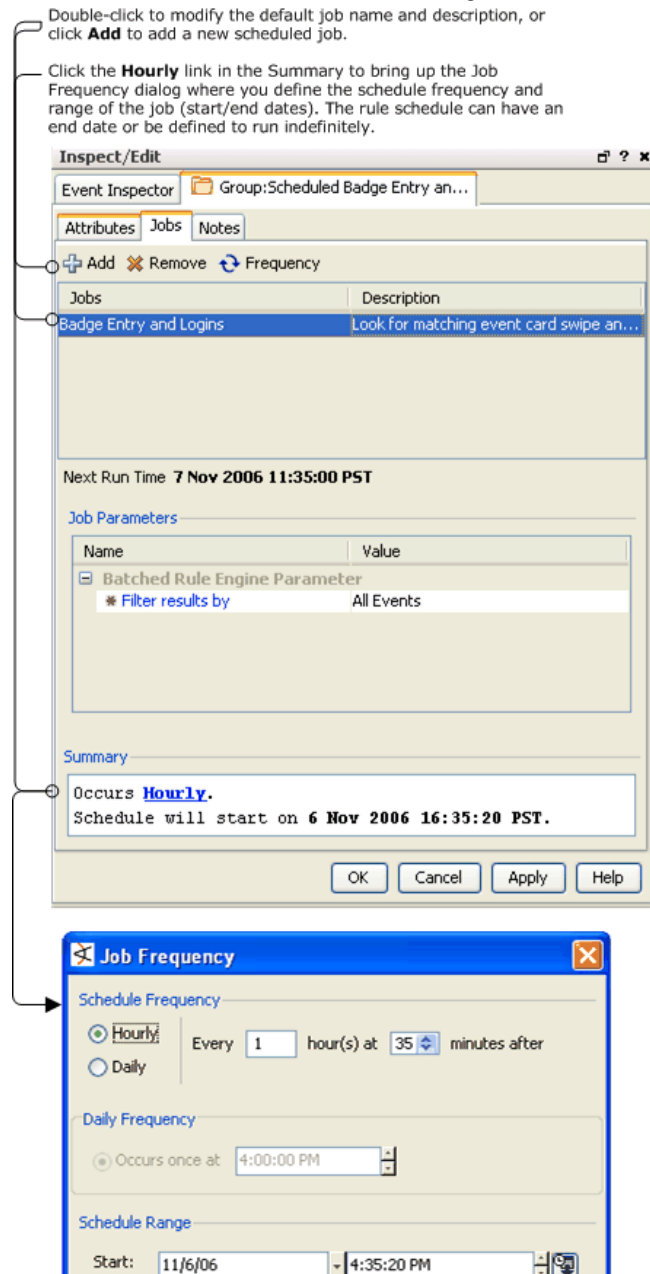 Double-click to modify the default job name and description, or
click Add to add a new scheduled job.
Click the Hourly link in the Summary to bring up the Job
Frequency dialog where you define the schedule frequency and
range of the job (start/end dates). The rule schedule can have an
end date or be defined to run indefinitely.
Inspect/Edit
Event Inspector Group:Scheduled Badge Entry an...
Attributes Jobs Notes
Add Remove Frequency
Jobs Description
Badge Entry and Logins Look for matching event card swipe an...
Next Run Time 7 Nov 2006 11:35:00 PST
Job Parameters
Name Value
Batched Rule Engine Parameter
Filter results by All Events
Summary
Occurs Hourly.
Schedule will start on 6 Nov 2006 16:35:20 PST.
OK Cancel Apply Help
Job Frequency
Schedule Frequency
Hourly Every 1 hour(s) at 35 minutes after
Daily
Daily Frequency
Occurs once at 4:00:00 PM
Schedule Range
Start: 11/6/06 4:35:20 PM